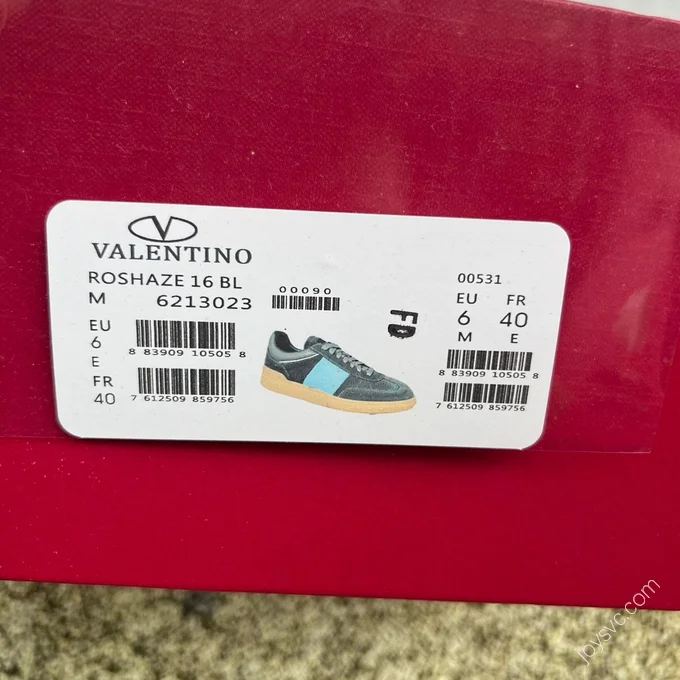 V
VALENTINO
ROSHAZE 16 BL
M 6213023
00090
EU
6
E
8 83909 10505 8
FR
40
7 612509 859756
FD
00531
EU FR
6 40
M E
8 83909 10505 8
7 612509 859756
joysvc.com